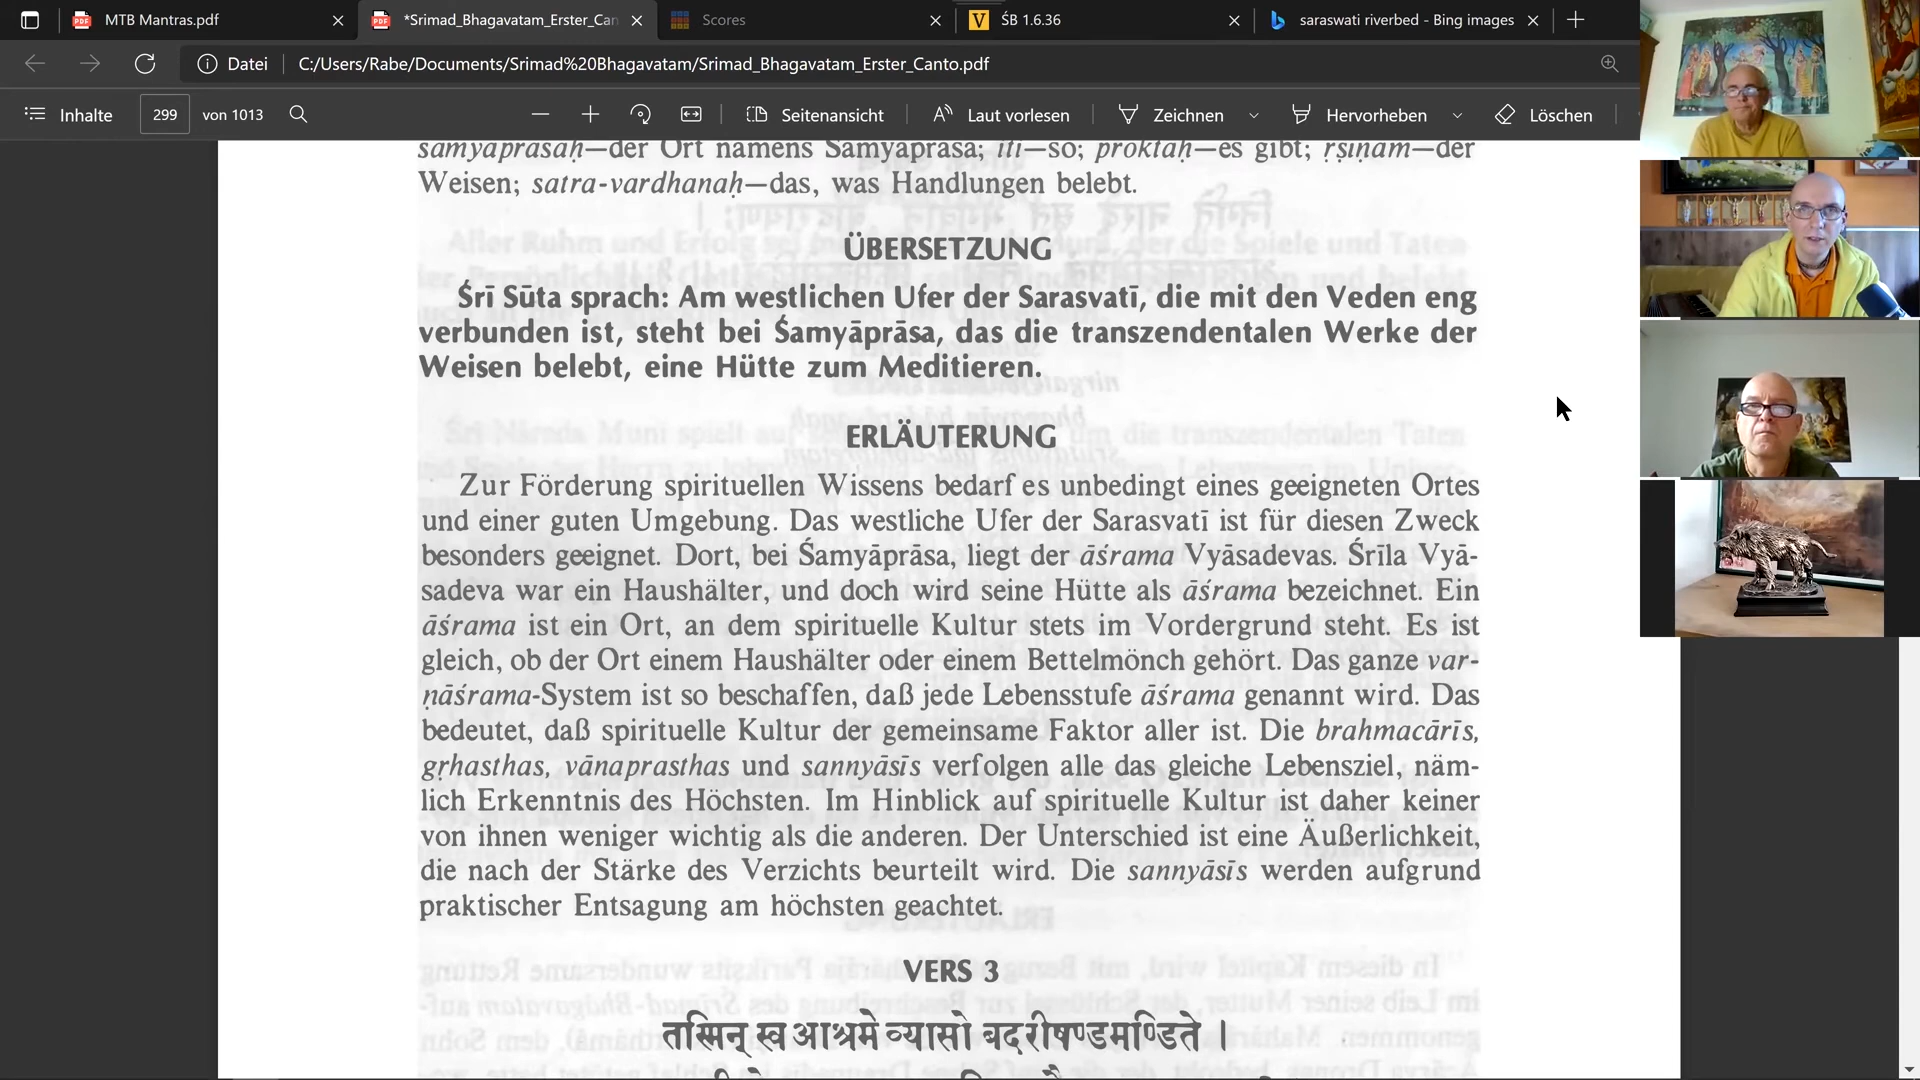 MTB Mantras.pdf
*Srimad_Bhagavatam_Erster_Can
Scores
V ŚB 1.6.36
saraswati riverbed - Bing images
Datei C:/Users/Rabe/Documents/Srimad%20Bhagavatam/Srimad_Bhagavatam_Erster_Canto.pdf
Inhalte 299 von 1013 Seitenansicht Laut vorlesen Zeichnen Hervorheben Löschen
śamyāprāsaḥ—der Ort namens Śamyāprāsa; iti—so; proktaḥ—es gibt; ṛṣīṇām—der
Weisen; satra-vardhanaḥ—das, was Handlungen belebt.
ÜBERSETZUNG
Śrī Sūta sprach: Am westlichen Ufer der Sarasvatī, die mit den Veden eng
verbunden ist, steht bei Śamyāprāsa, das die transzendentalen Werke der
Weisen belebt, eine Hütte zum Meditieren.
ERLÄUTERUNG
Zur Förderung spirituellen Wissens bedarf es unbedingt eines geeigneten Ortes
und einer guten Umgebung. Das westliche Ufer der Sarasvatī ist für diesen Zweck
besonders geeignet. Dort, bei Śamyāprāsa, liegt der āśrama Vyāsadevas. Śrīla Vyā-
sadeva war ein Haushälter, und doch wird seine Hütte als āśrama bezeichnet. Ein
āśrama ist ein Ort, an dem spirituelle Kultur stets im Vordergrund steht. Es ist
gleich, ob der Ort einem Haushälter oder einem Bettelmönch gehört. Das ganze var-
ṇāśrama-System ist so beschaffen, daß jede Lebensstufe āśrama genannt wird. Das
bedeutet, daß spirituelle Kultur der gemeinsame Faktor aller ist. Die brahmacārīs,
gṛhasthas, vānaprasthas und sannyāsīs verfolgen alle das gleiche Lebensziel, näm-
lich Erkenntnis des Höchsten. Im Hinblick auf spirituelle Kultur ist daher keiner
von ihnen weniger wichtig als die anderen. Der Unterschied ist eine Äußerlichkeit,
die nach der Stärke des Verzichts beurteilt wird. Die sannyāsīs werden aufgrund
praktischer Entsagung am höchsten geachtet.
VERS 3
तस्मिन् स्व आश्रमे व्यासो बदरीषण्डमण्डिते ।